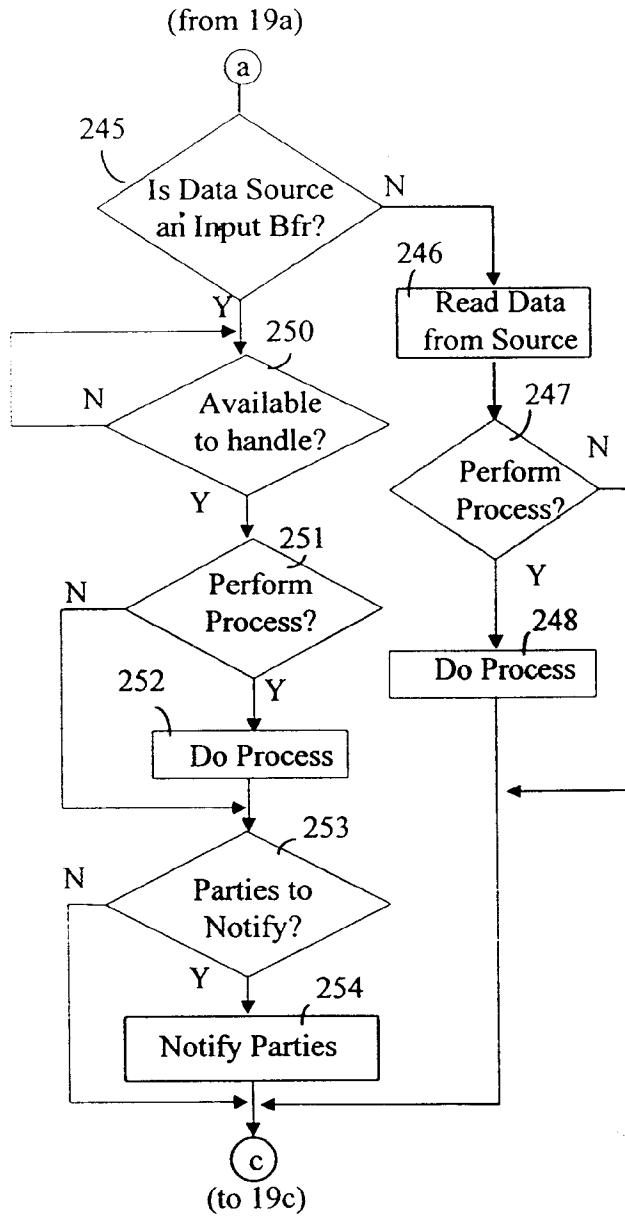 (from 19a)
a
245
Is Data Source
an Input Bfr?
N
Y
246
Read Data
from Source
250
Available
to handle?
N
Y
247
Perform
Process?
N
Y
251
Perform
Process?
N
Y
248
Do Process
252
Do Process
253
Parties to
Notify?
N
Y
254
Notify Parties
c
(to 19c)